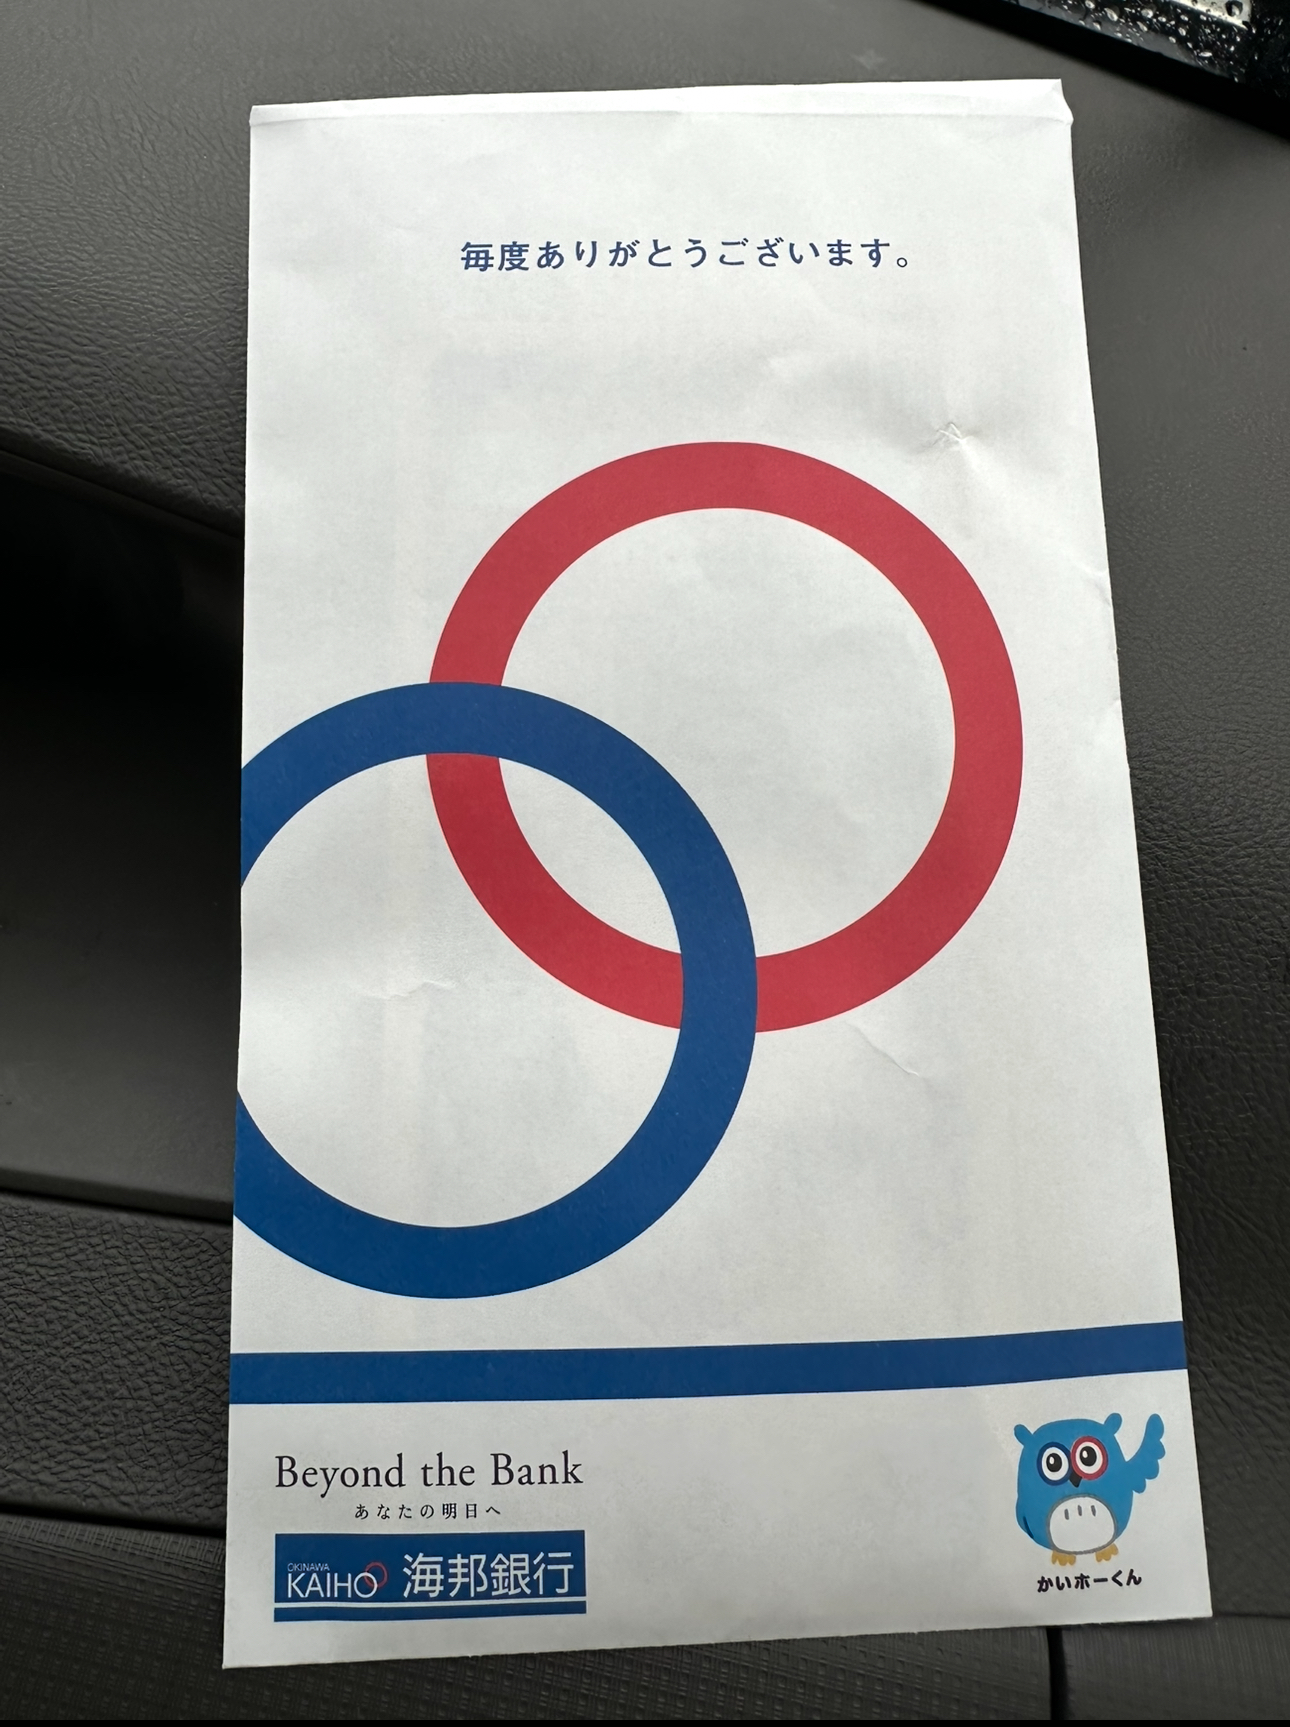 毎度ありがとうございます。
Beyond the Bank
あなたの明日へ
OKINAWA
KAIHO 海邦銀行
かいホーくん